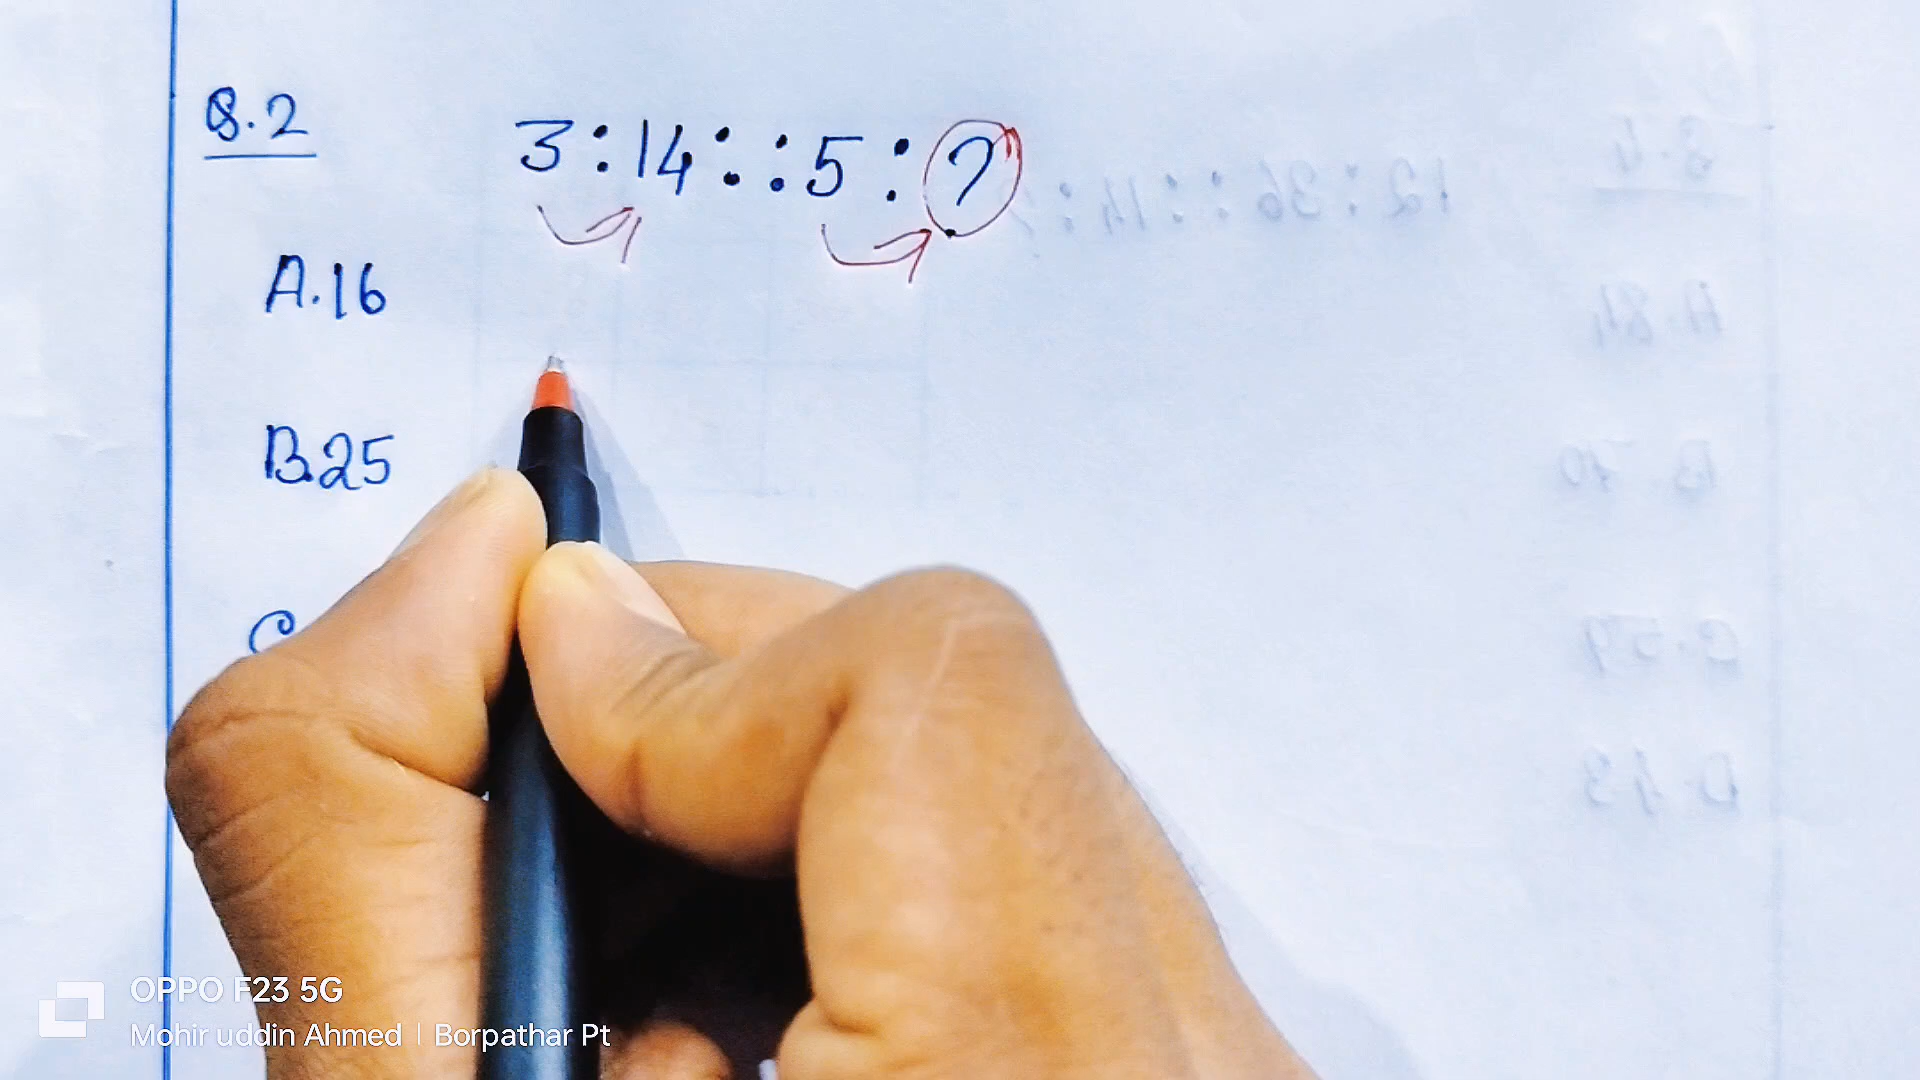 Q.2
3:14::5:?
A.16
B.25
C
OPPO F23 5G
Mohir uddin Ahmed | Borpathar Pt